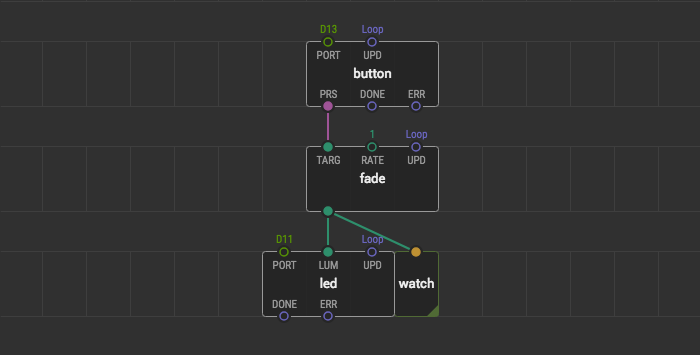 D13 Loop
PORT UPD
button
PRS DONE ERR
1 Loop
TARG RATE UPD
fade
D11 Loop
PORT LUM UPD
led watch
DONE ERR